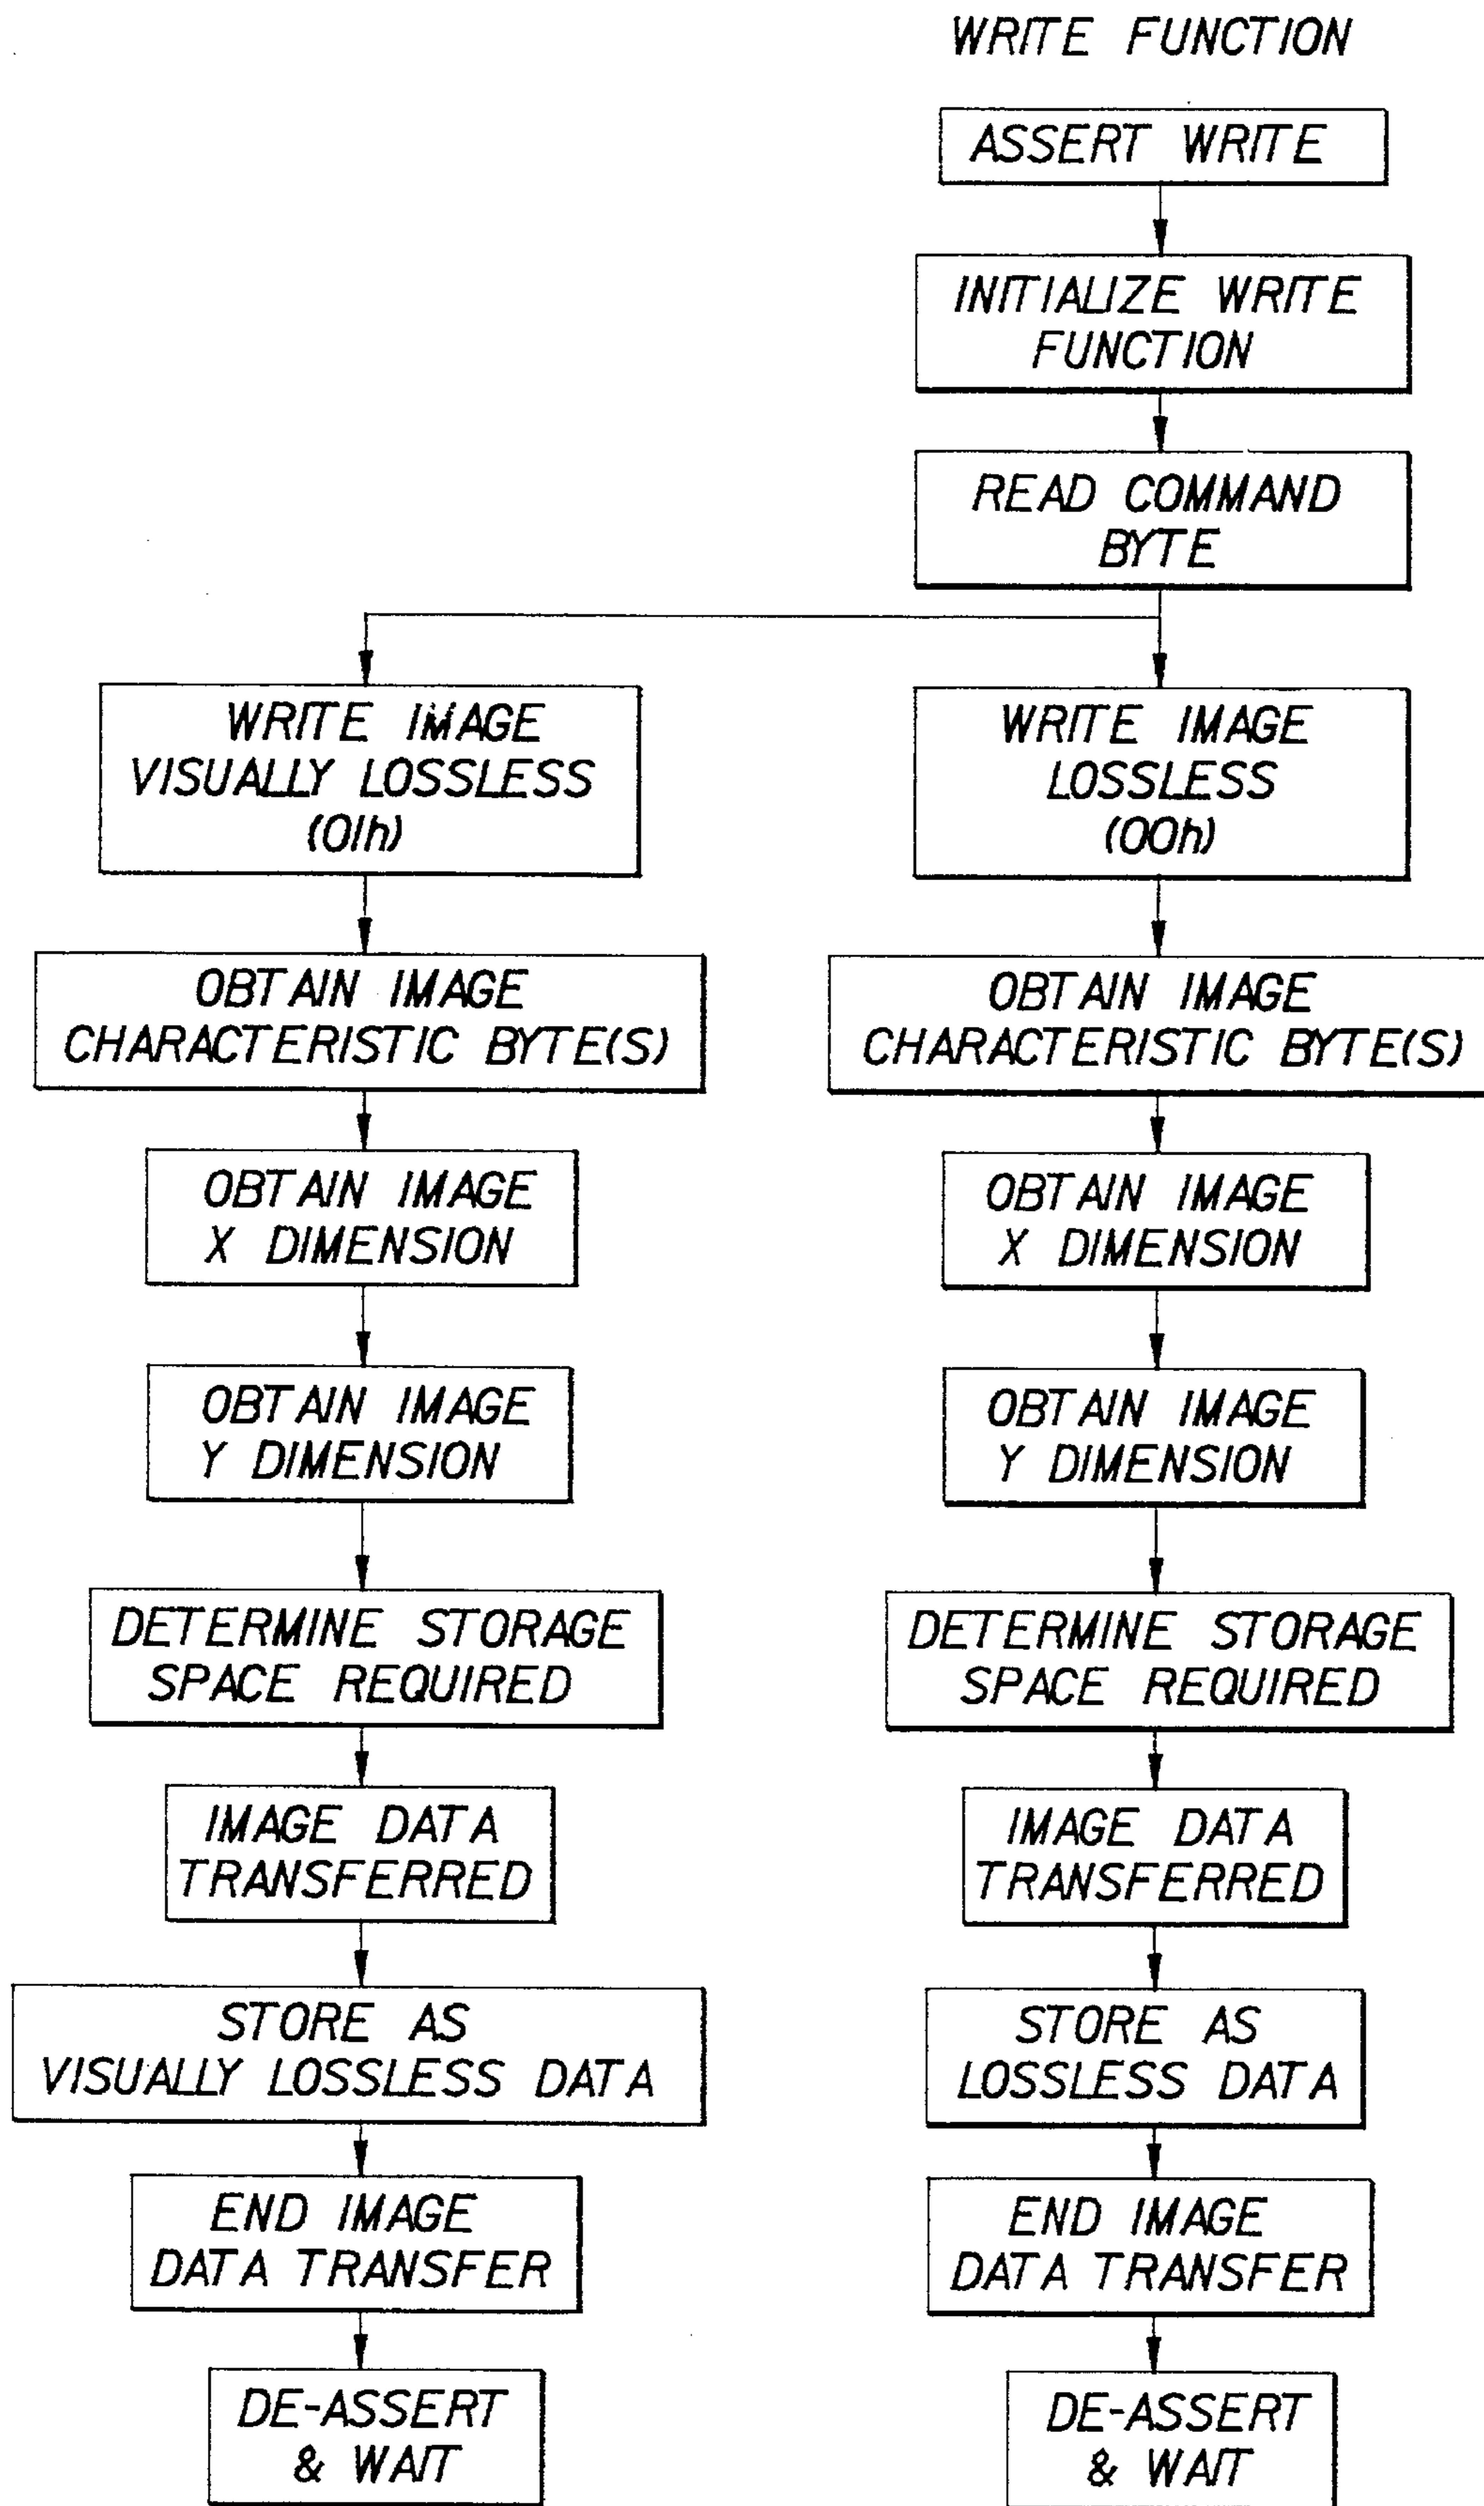 WRITE FUNCTION
ASSERT WRITE
INITIALIZE WRITE
FUNCTION
READ COMMAND
BYTE
WRITE IMAGE
VISUALLY LOSSLESS
(01h)
OBTAIN IMAGE
CHARACTERISTIC BYTE(S)
OBTAIN IMAGE
X DIMENSION
OBTAIN IMAGE
Y DIMENSION
DETERMINE STORAGE
SPACE REQUIRED
IMAGE DATA
TRANSFERRED
STORE AS
VISUALLY LOSSLESS DATA
END IMAGE
DATA TRANSFER
DE-ASSERT
& WAIT
WRITE IMAGE
LOSSLESS
(00h)
OBTAIN IMAGE
CHARACTERISTIC BYTE(S)
OBTAIN IMAGE
X DIMENSION
OBTAIN IMAGE
Y DIMENSION
DETERMINE STORAGE
SPACE REQUIRED
IMAGE DATA
TRANSFERRED
STORE AS
LOSSLESS DATA
END IMAGE
DATA TRANSFER
DE-ASSERT
& WAIT